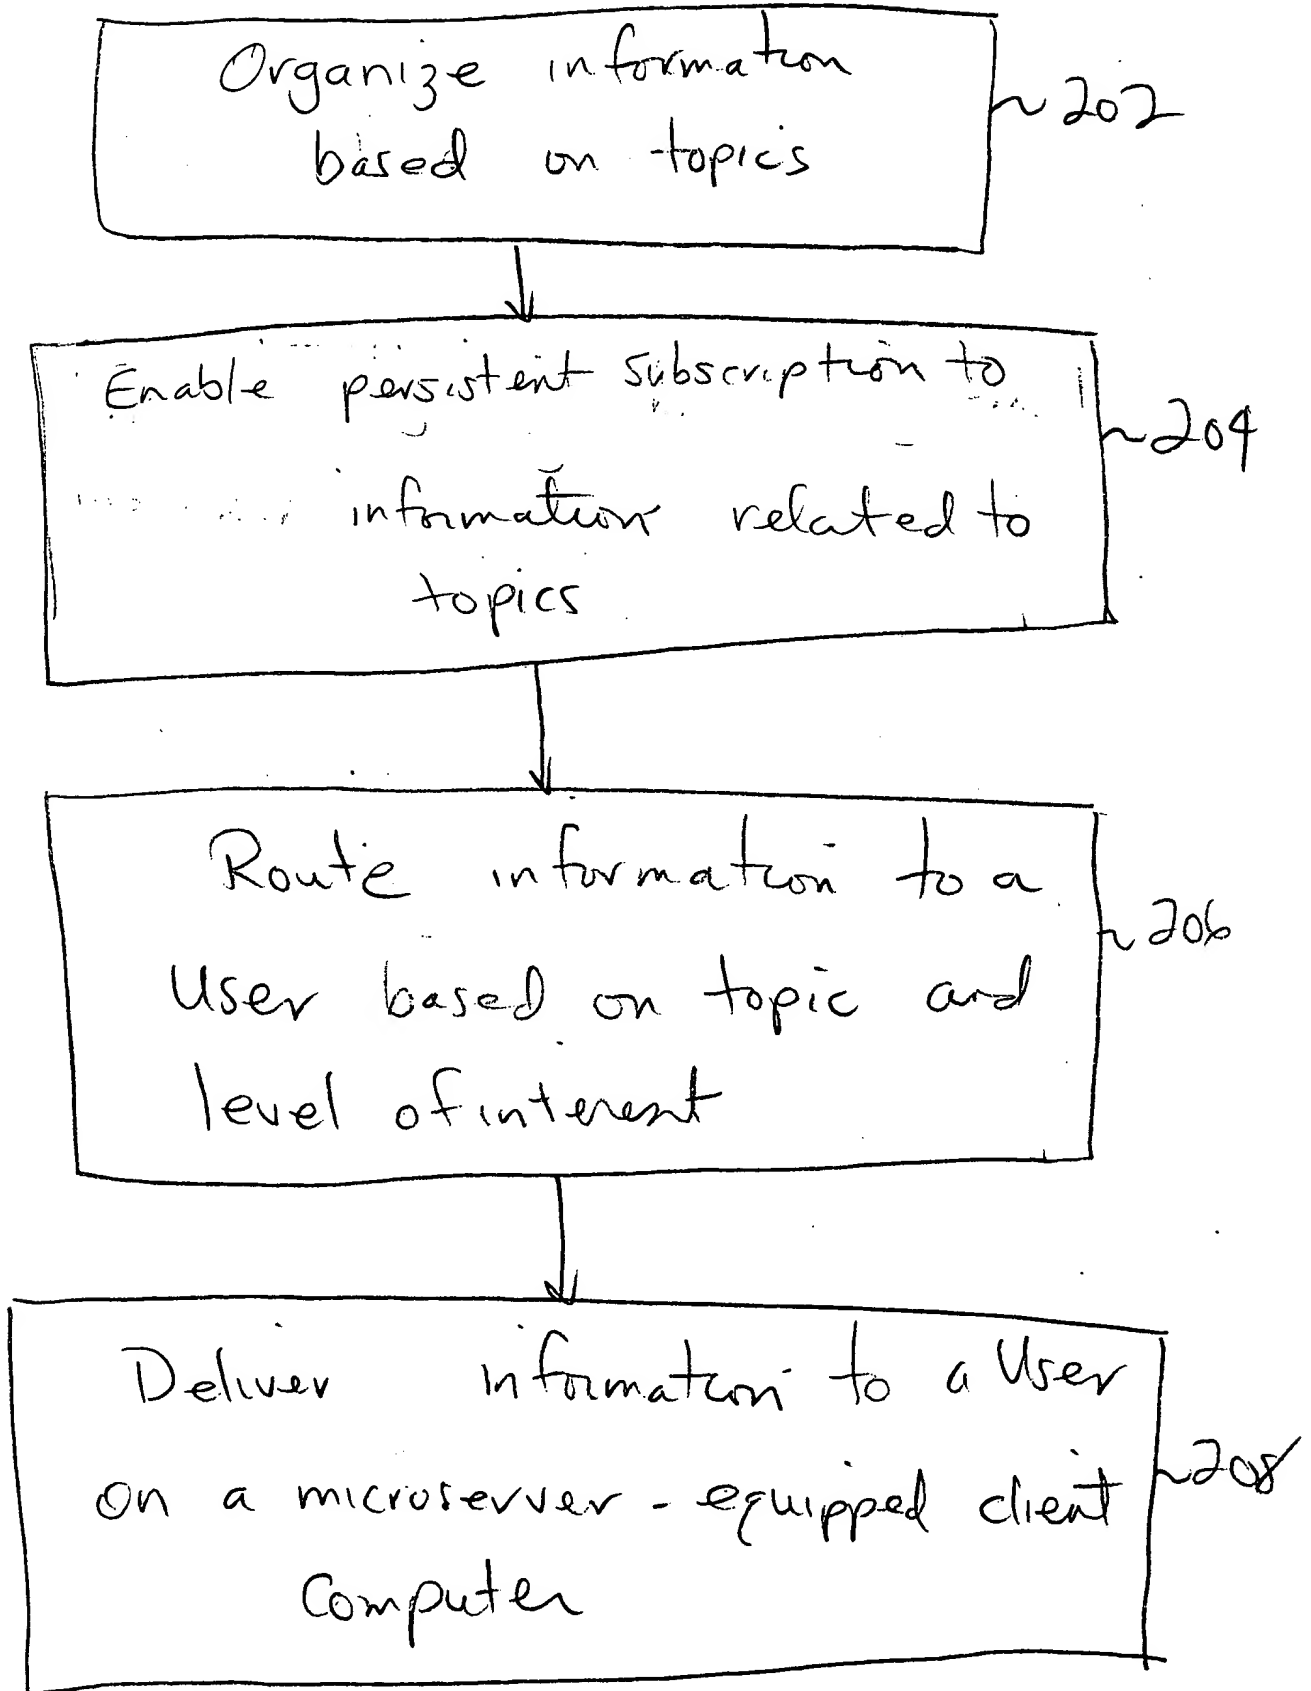 Organize information
based on topics
202
Enable persistent subscription to
information related to
topics
204
Route information to a
User based on topic and
level of interest
206
Deliver information to a User
on a microserver-equipped client
Computer
208